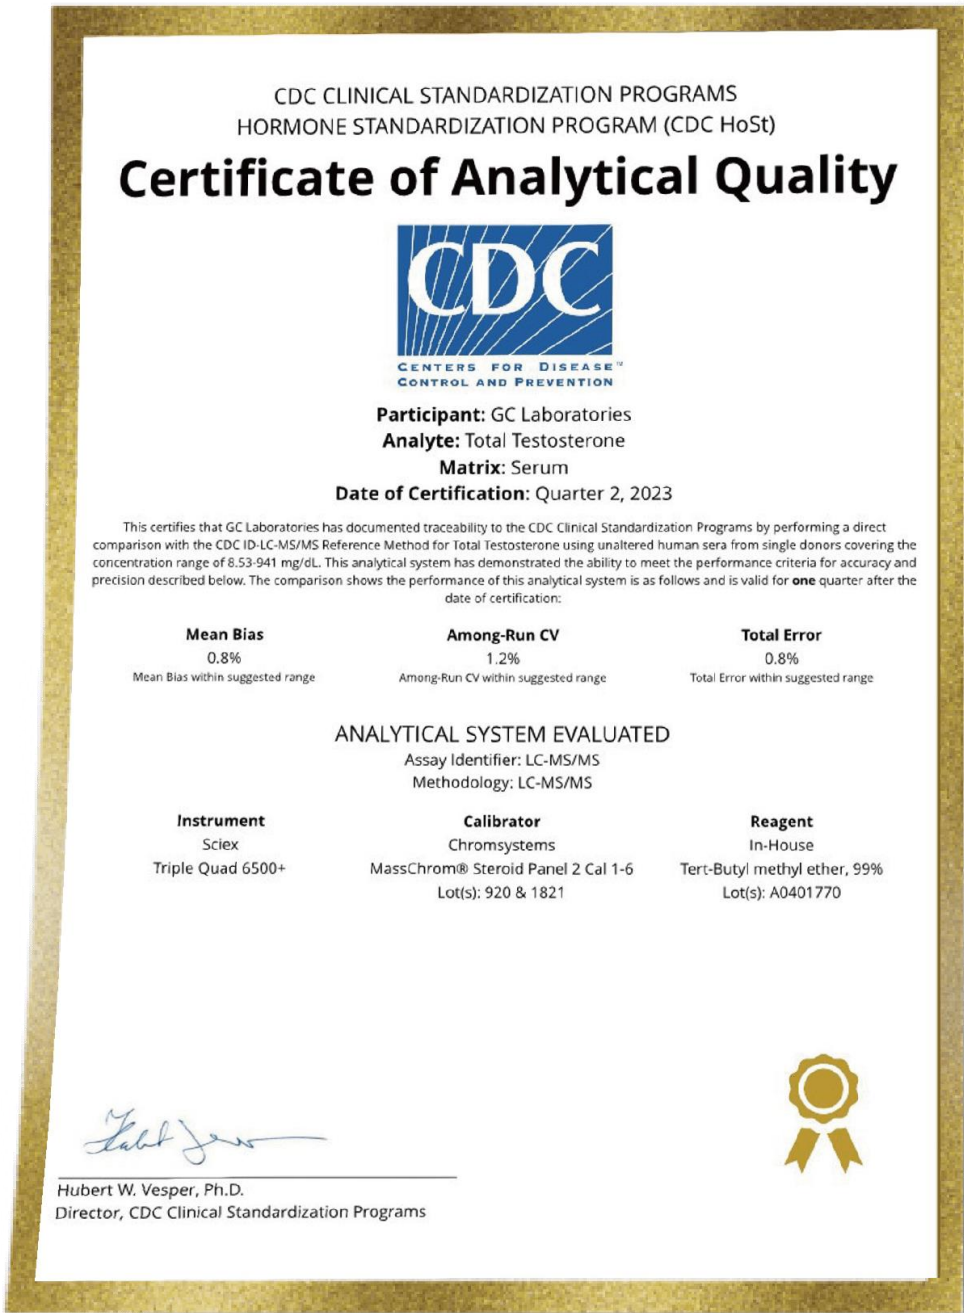 CDC CLINICAL STANDARDIZATION PROGRAMS
HORMONE STANDARDIZATION PROGRAM (CDC HoSt)
Certificate of Analytical Quality
CDC
CENTERS FOR DISEASE™
CONTROL AND PREVENTION
Participant: GC Laboratories
Analyte: Total Testosterone
Matrix: Serum
Date of Certification: Quarter 2, 2023
This certifies that GC Laboratories has documented traceability to the CDC Clinical Standardization Programs by performing a direct
comparison with the CDC ID-LC-MS/MS Reference Method for Total Testosterone using unaltered human sera from single donors covering the
concentration range of 8.53-941 mg/dL. This analytical system has demonstrated the ability to meet the performance criteria for accuracy and
precision described below. The comparison shows the performance of this analytical system is as follows and is valid for one quarter after the
date of certification:
Mean Bias
0.8%
Mean Bias within suggested range
Among-Run CV
1.2%
Among-Run CV within suggested range
Total Error
0.8%
Total Error within suggested range
ANALYTICAL SYSTEM EVALUATED
Assay Identifier: LC-MS/MS
Methodology: LC-MS/MS
Instrument
Sciex
Triple Quad 6500+
Calibrator
Chromsystems
MassChrom® Steroid Panel 2 Cal 1-6
Lot(s): 920 & 1821
Reagent
In-House
Tert-Butyl methyl ether, 99%
Lot(s): A0401770
Hubert W. Vesper, Ph.D.
Director, CDC Clinical Standardization Programs